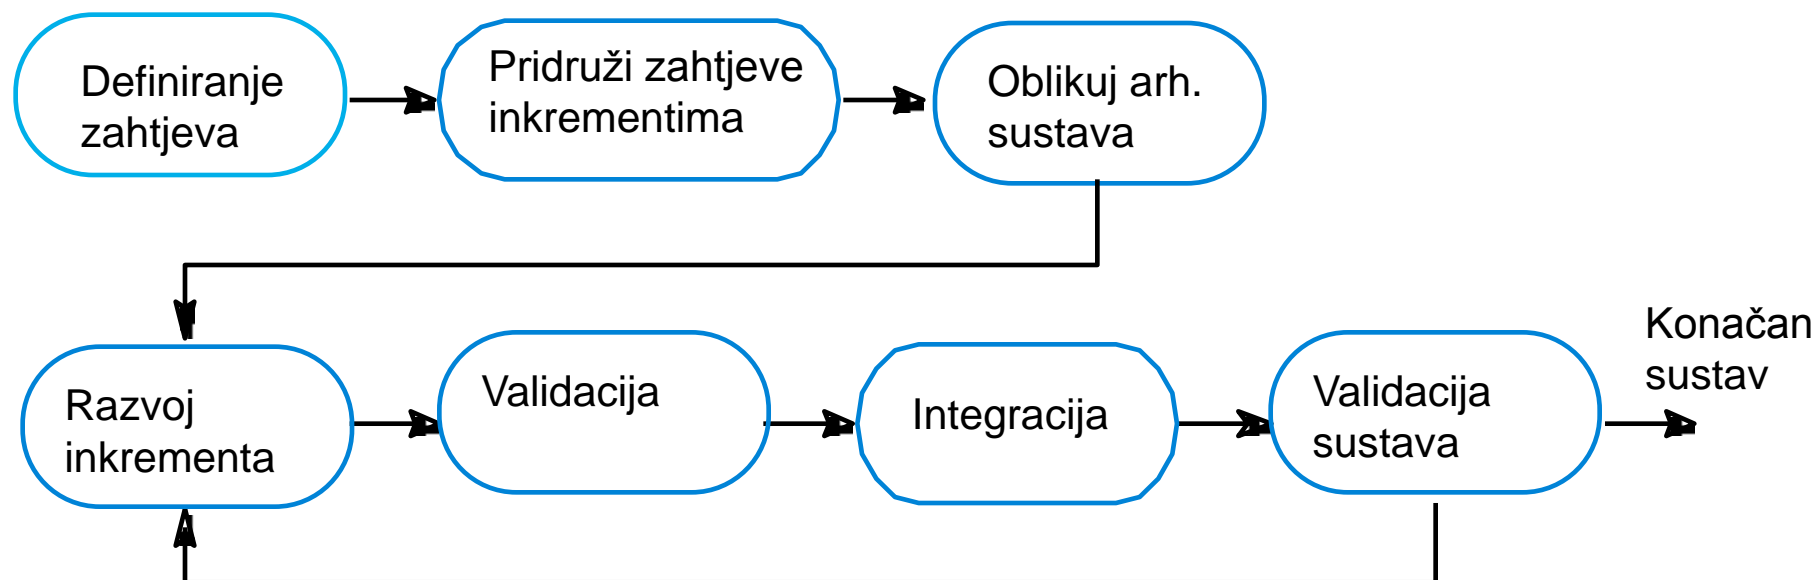 Definiranje
zahtjeva
Pridruži zahtjeve
inkrementima
Oblikuj arh.
sustava
Razvoj
inkrementa
Validacija
Integracija
Validacija
sustava
Konačan
sustav